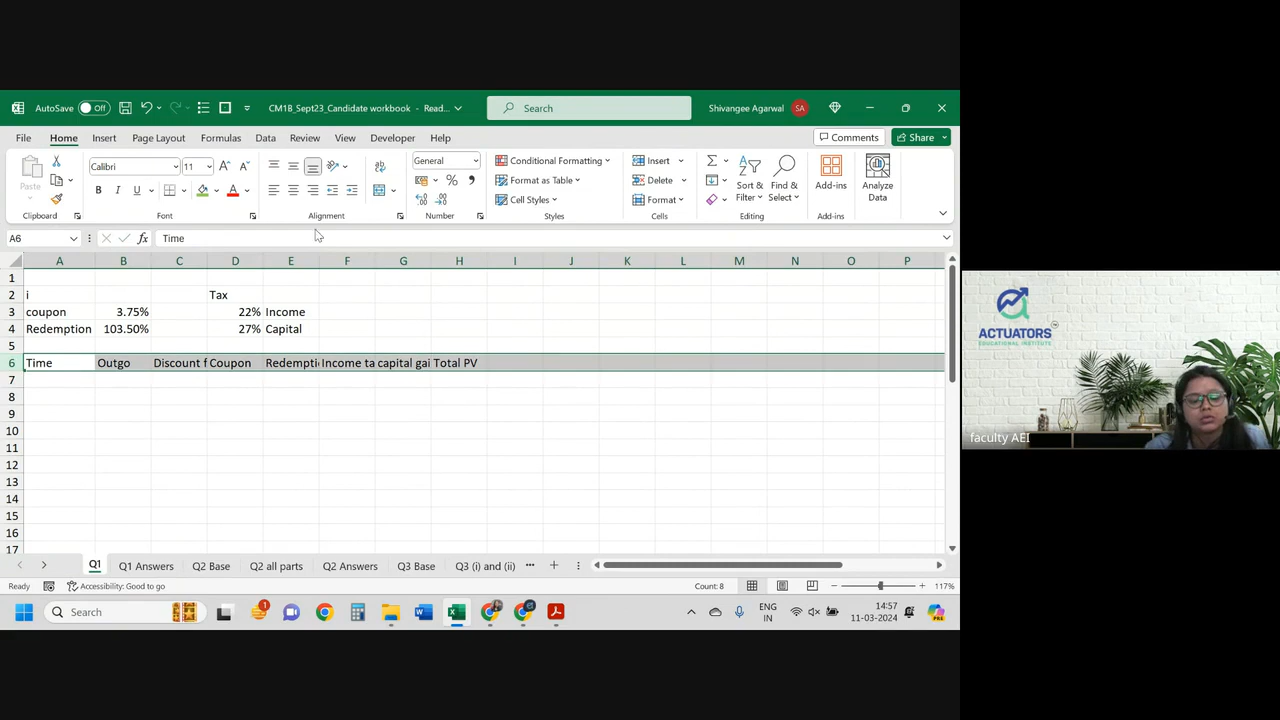 AutoSave Off CM1B_Sept23_Candidate workbook - Read... Search Shivangee Agarwal SA
File Home Insert Page Layout Formulas Data Review View Developer Help Comments Share
Paste Calibri 11 General Conditional Formatting Format as Table Cell Styles Insert Delete Format Sort & Filter Find & Select Add-ins Analyze Data
Clipboard Font Alignment Number Styles Cells Editing Add-ins
A6 fx Time
A B C D E F G H I J K L M N O P
1
2 i Tax
3 coupon 3.75% 22% Income
4 Redemption 103.50% 27% Capital
5
6 Time Outgo Discount f Coupon Redempti Income ta capital gai Total PV
7
8
9
10
11
12
13
14
15
16
17
Q1 Q1 Answers Q2 Base Q2 all parts Q2 Answers Q3 Base Q3 (i) and (ii) ...
Ready Accessibility: Good to go Count: 8 117%
Search 1 ENG IN 14:57 11-03-2024
ACTUATORS
EDUCATIONAL INSTITUTE
faculty AEI